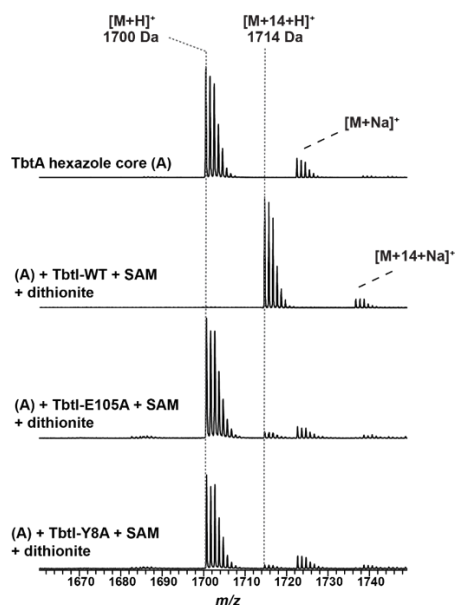 [M+H]⁺
1700 Da
[M+14+H]⁺
1714 Da
[M+Na]⁺
TbtA hexazole core (A)
[M+14+Na]⁺
(A) + TbtI-WT + SAM
+ dithionite
(A) + TbtI-E105A + SAM
+ dithionite
(A) + TbtI-Y8A + SAM
+ dithionite
1670 1680 1690 1700 1710 1720 1730 1740
m/z